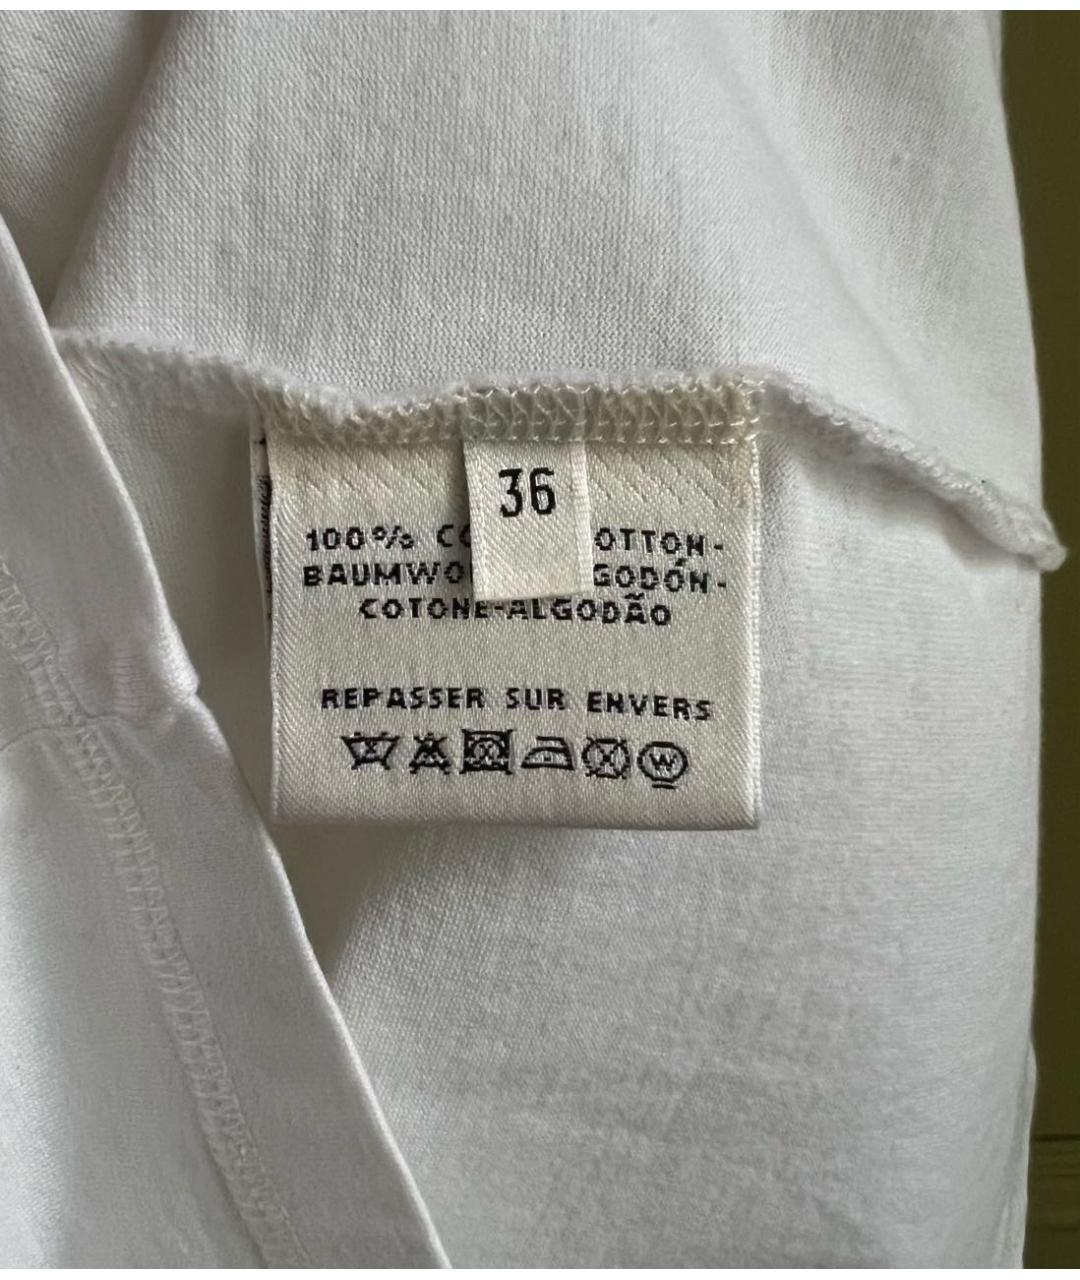 36
100% CO OTTON-
BAUMWO GODÓN-
COTONE-ALGODÃO
REPASSER SUR ENVERS
W